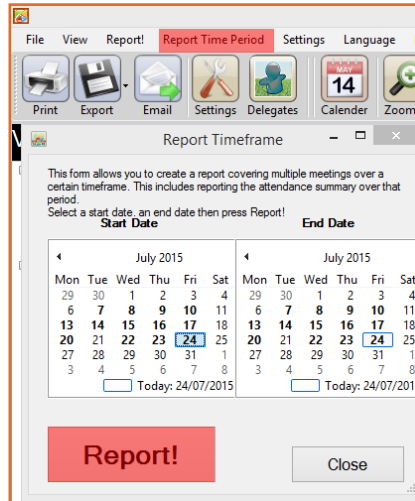 File View Report! Report Time Period Settings Language
MAY
14
Print Export Email Settings Delegates Calender Zoom
Report Timeframe
This form allows you to create a report covering multiple meetings over a
certain timeframe. This includes reporting the attendance summary over that
period.
Select a start date, an end date then press Report!
Start Date End Date
July 2015 July 2015
Mon Tue Wed Thu Fri Sat Mon Tue Wed Thu Fri Sat
29 30 1 2 3 4 29 30 1 2 3 4
6 7 8 9 10 11 6 7 8 9 10 11
13 14 15 16 17 18 13 14 15 16 17 18
20 21 22 23 24 25 20 21 22 23 24 25
27 28 29 30 31 1 27 28 29 30 31 1
3 4 5 6 7 8 3 4 5 6 7 8
Today: 24/07/2015 Today: 24/07/201
Report! Close